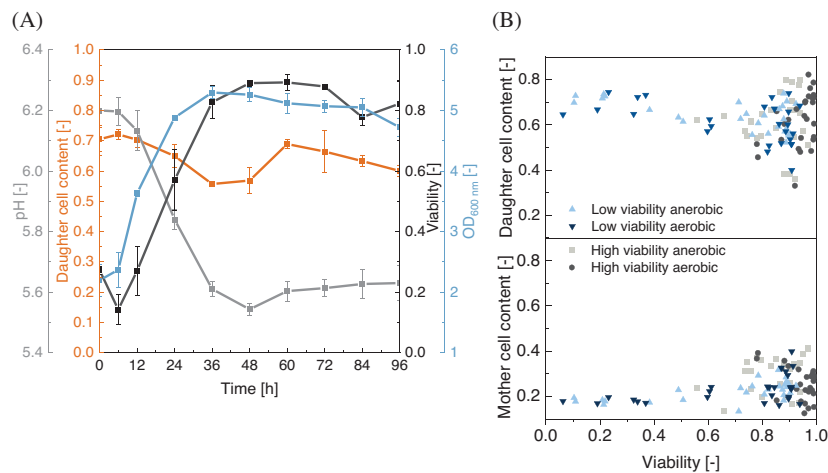 (A)
(B)
6.4
6.2
6.0
5.8
5.6
5.4
pH [-]
1.0
0.9
0.8
0.7
0.6
0.5
0.4
0.3
0.2
0.1
0.0
Daughter cell content [-]
0 12 24 36 48 60 72 84 96
Time [h]
1.0
0.8
0.6
0.4
0.2
0.0
Viability [-]
6
5
4
3
2
1
OD600 nm [-]
0.8
0.6
0.4
0.2
Daughter cell content [-]
Low viability anerobic
Low viability aerobic
0.8
0.6
0.4
0.2
Mother cell content [-]
High viability anerobic
High viability aerobic
0.0 0.2 0.4 0.6 0.8 1.0
Viability [-]